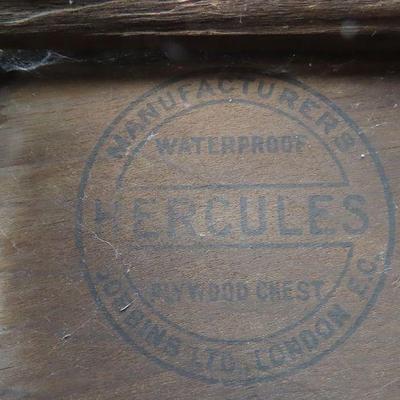 MANUFACTURERS
WATERPROOF
HERCULES
PLYWOOD CHEST
JOBBINS LTD., LONDON E.C.